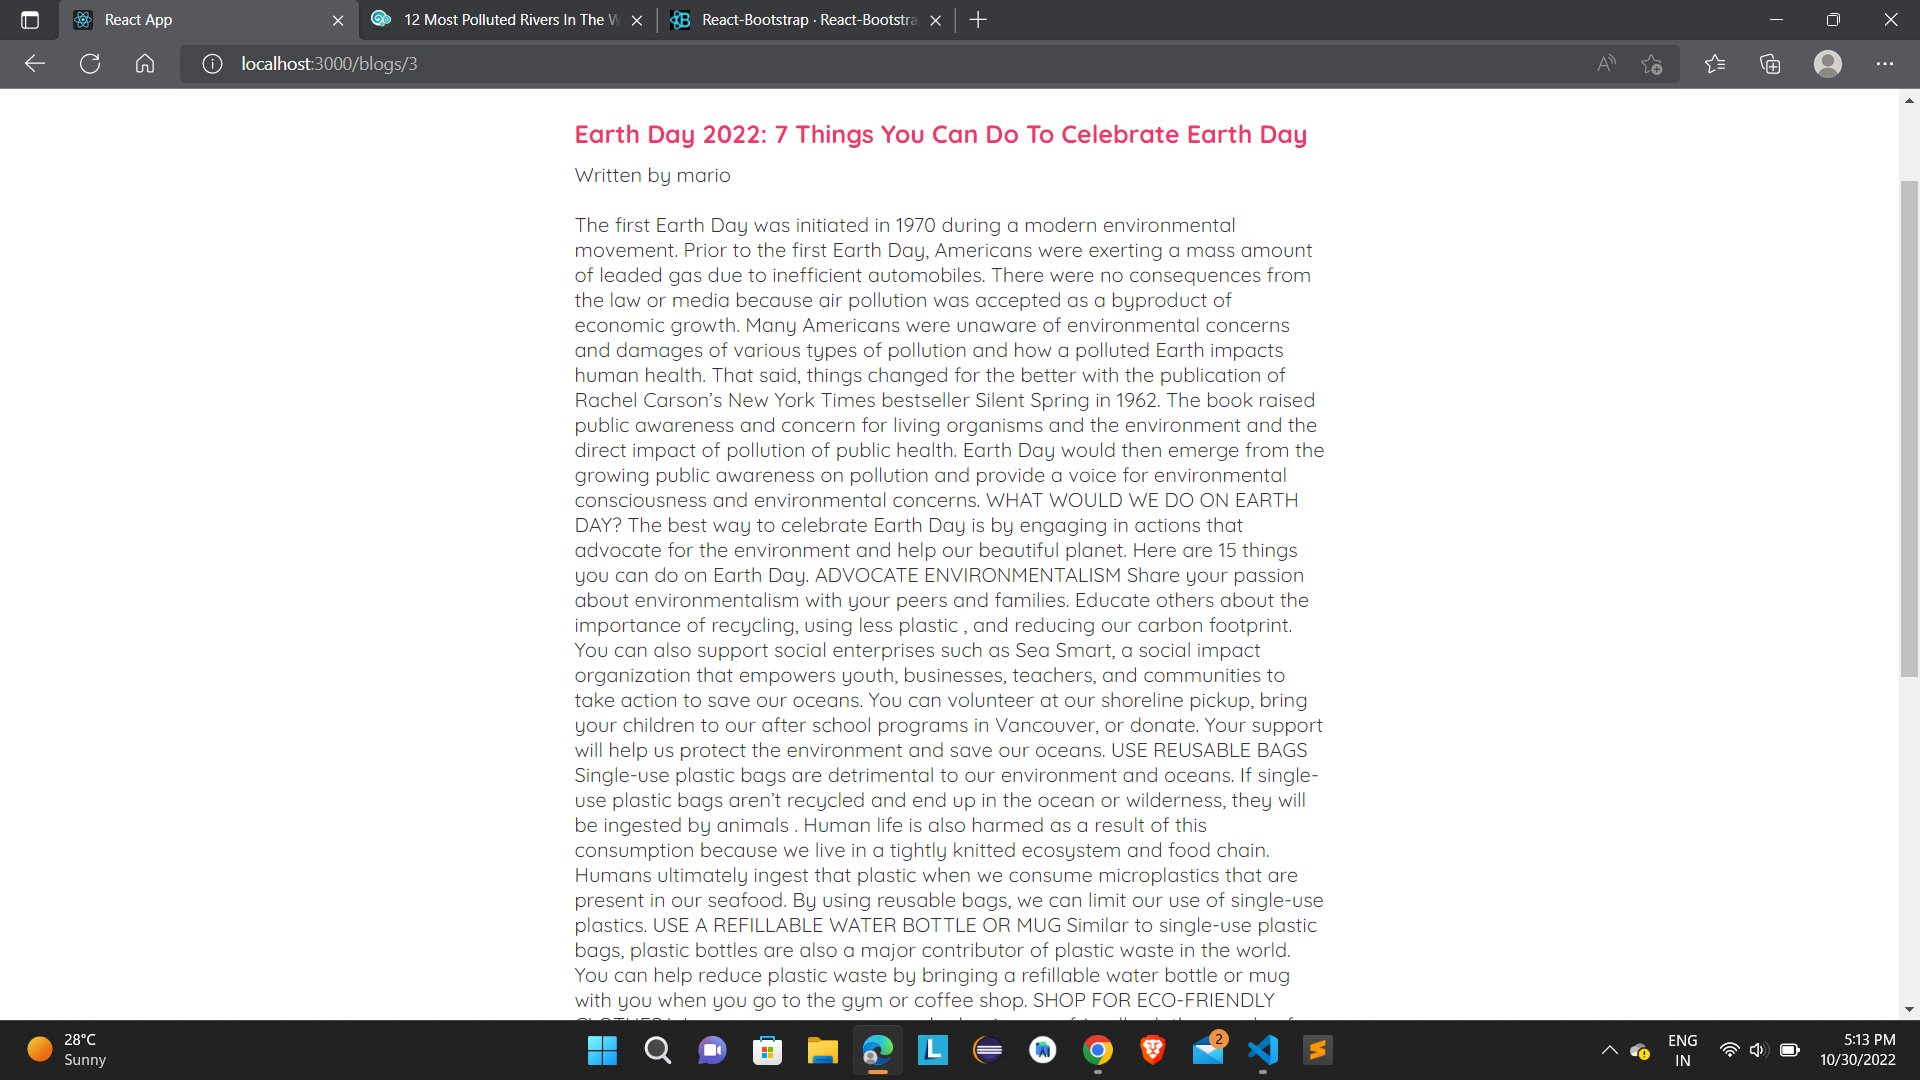 React App
12 Most Polluted Rivers In The W
React-Bootstrap · React-Bootstra
localhost:3000/blogs/3
Earth Day 2022: 7 Things You Can Do To Celebrate Earth Day
Written by mario
The first Earth Day was initiated in 1970 during a modern environmental
movement. Prior to the first Earth Day, Americans were exerting a mass amount
of leaded gas due to inefficient automobiles. There were no consequences from
the law or media because air pollution was accepted as a byproduct of
economic growth. Many Americans were unaware of environmental concerns
and damages of various types of pollution and how a polluted Earth impacts
human health. That said, things changed for the better with the publication of
Rachel Carson’s New York Times bestseller Silent Spring in 1962. The book raised
public awareness and concern for living organisms and the environment and the
direct impact of pollution of public health. Earth Day would then emerge from the
growing public awareness on pollution and provide a voice for environmental
consciousness and environmental concerns. WHAT WOULD WE DO ON EARTH
DAY? The best way to celebrate Earth Day is by engaging in actions that
advocate for the environment and help our beautiful planet. Here are 15 things
you can do on Earth Day. ADVOCATE ENVIRONMENTALISM Share your passion
about environmentalism with your peers and families. Educate others about the
importance of recycling, using less plastic , and reducing our carbon footprint.
You can also support social enterprises such as Sea Smart, a social impact
organization that empowers youth, businesses, teachers, and communities to
take action to save our oceans. You can volunteer at our shoreline pickup, bring
your children to our after school programs in Vancouver, or donate. Your support
will help us protect the environment and save our oceans. USE REUSABLE BAGS
Single-use plastic bags are detrimental to our environment and oceans. If single-
use plastic bags aren’t recycled and end up in the ocean or wilderness, they will
be ingested by animals . Human life is also harmed as a result of this
consumption because we live in a tightly knitted ecosystem and food chain.
Humans ultimately ingest that plastic when we consume microplastics that are
present in our seafood. By using reusable bags, we can limit our use of single-use
plastics. USE A REFILLABLE WATER BOTTLE OR MUG Similar to single-use plastic
bags, plastic bottles are also a major contributor of plastic waste in the world.
You can help reduce plastic waste by bringing a refillable water bottle or mug
with you when you go to the gym or coffee shop. SHOP FOR ECO-FRIENDLY
28°C
Sunny
2
ENG
IN
5:13 PM
10/30/2022